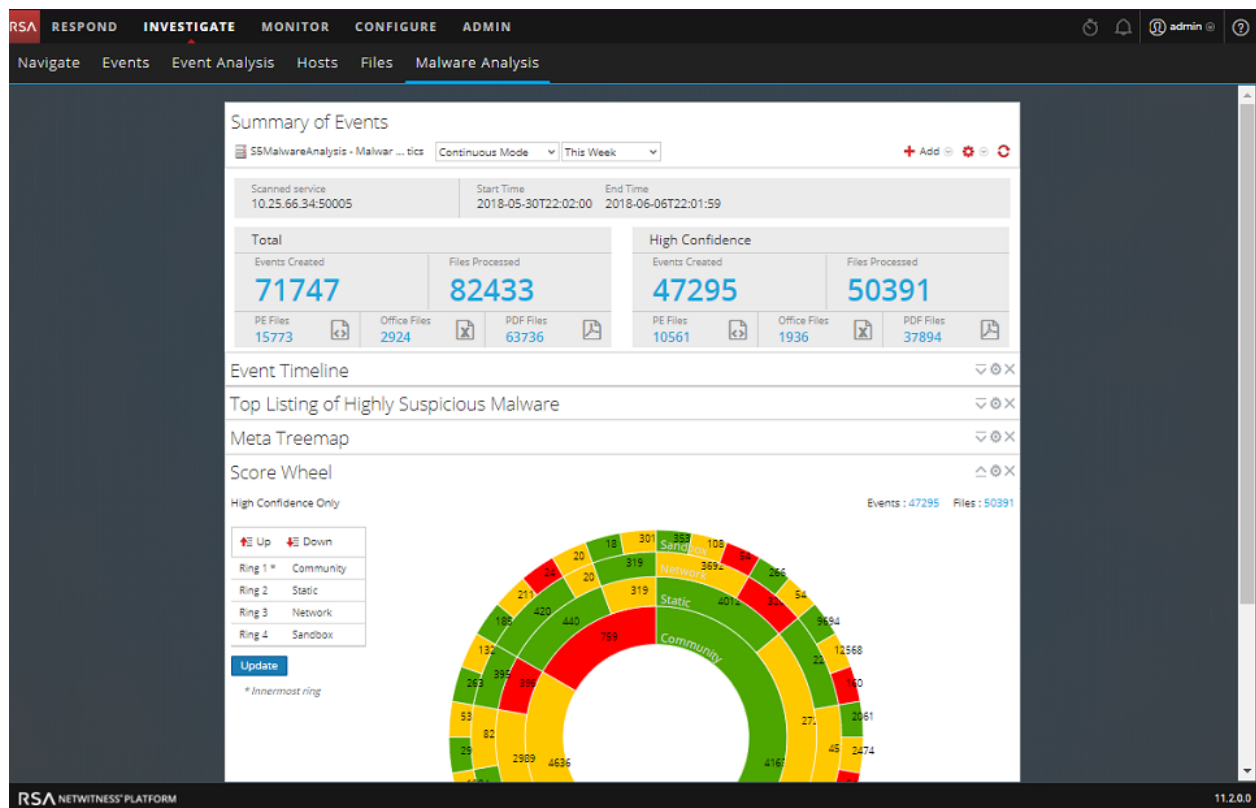 RSA RESPOND INVESTIGATE MONITOR CONFIGURE ADMIN admin
Navigate Events Event Analysis Hosts Files Malware Analysis
Summary of Events
S5MalwareAnalysis - Malwar ... tics Continuous Mode This Week Add
Scanned service Start Time End Time
10.25.66.34:50005 2018-05-30T22:02:00 2018-06-06T22:01:59
Total High Confidence
Events Created Files Processed Events Created Files Processed
71747 82433 47295 50391
PE Files Office Files PDF Files PE Files Office Files PDF Files
15773 2924 63736 10561 1936 37894
Event Timeline
Top Listing of Highly Suspicious Malware
Meta Treemap
Score Wheel
High Confidence Only Events : 47295 Files : 50391
Up Down
Ring 1 * Community
Ring 2 Static
Ring 3 Network
Ring 4 Sandbox
Update
* Innermost ring
20 18 301 Sandbox 353 108 54
24 20 319 Network 3692 266
211 420 319 Static 4012 54
185 440 759 Community 9694
132 12568
263 395 396 160
53 82 2061
29 2989 4636 45 2474
RSA NETWITNESS® PLATFORM 11.2.0.0